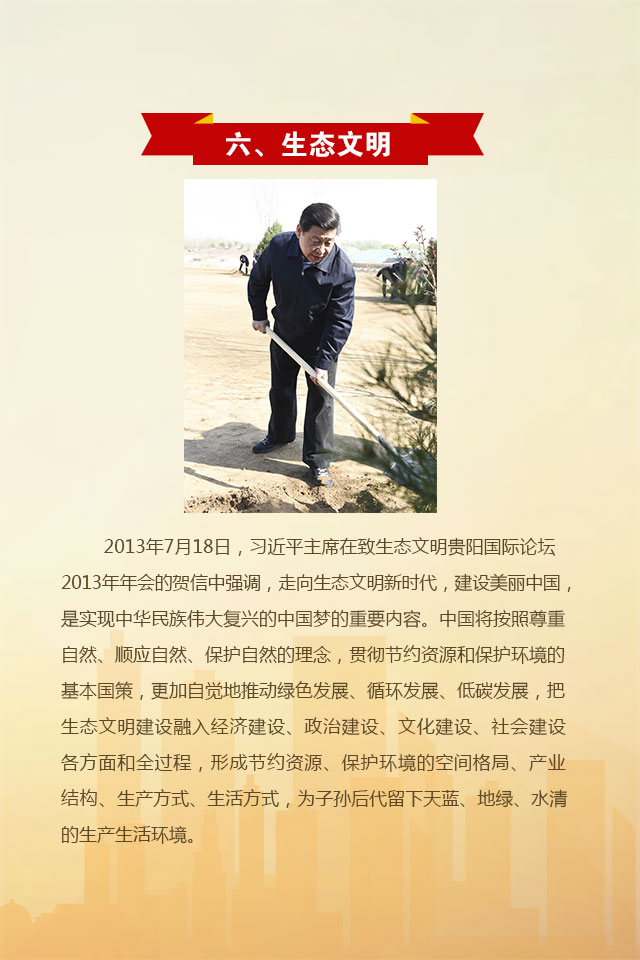 六、生态文明
2013年7月18日，习近平主席在致生态文明贵阳国际论坛
2013年年会的贺信中强调，走向生态文明新时代，建设美丽中国，
是实现中华民族伟大复兴的中国梦的重要内容。中国将按照尊重
自然、顺应自然、保护自然的理念，贯彻节约资源和保护环境的
基本国策，更加自觉地推动绿色发展、循环发展、低碳发展，把
生态文明建设融入经济建设、政治建设、文化建设、社会建设
各方面和全过程，形成节约资源、保护环境的空间格局、产业
结构、生产方式、生活方式，为子孙后代留下天蓝、地绿、水清
的生产生活环境。